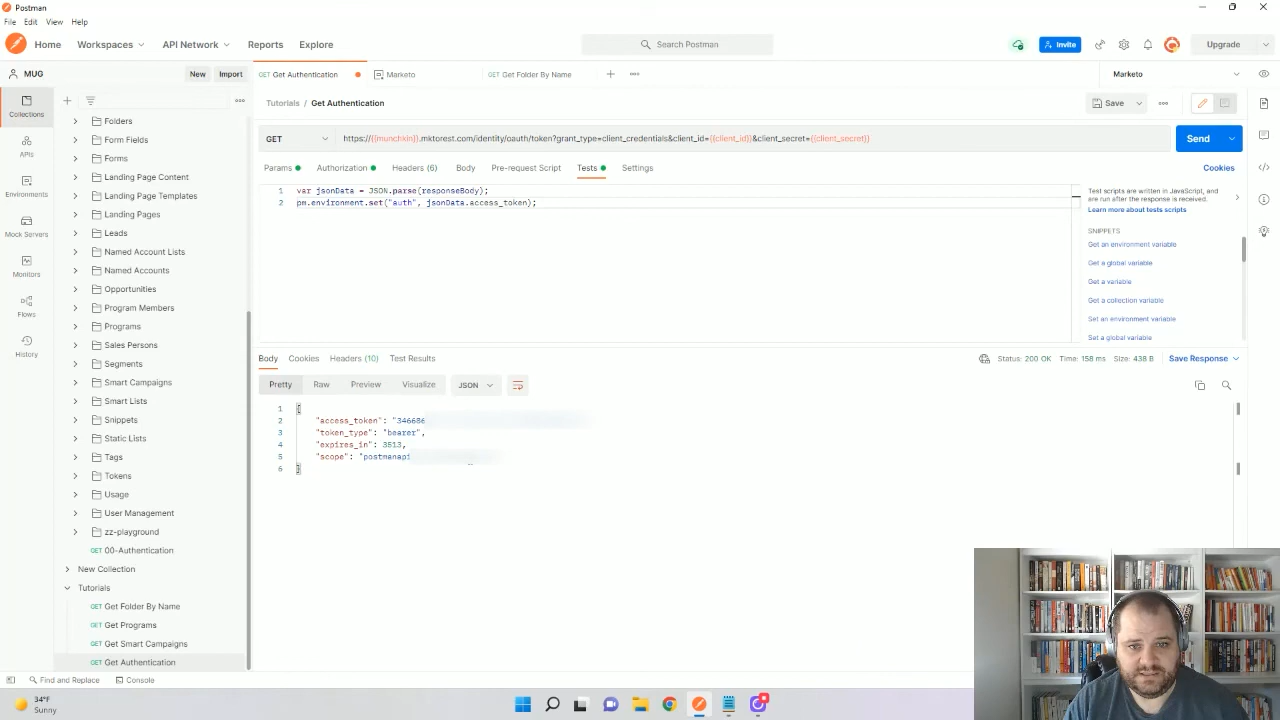 Postman
File Edit View Help
Home Workspaces API Network Reports Explore Search Postman Invite Upgrade
MUG New Import GET Get Authentication Marketo GET Get Folder By Name Marketo
Collections
APIs
Environments
Mock Servers
Monitors
Flows
History
Folders
Form Fields
Forms
Landing Page Content
Landing Page Templates
Landing Pages
Leads
Named Account Lists
Named Accounts
Opportunities
Program Members
Programs
Sales Persons
Segments
Smart Campaigns
Smart Lists
Snippets
Static Lists
Tags
Tokens
Usage
User Management
zz-playground
GET 00-Authentication
New Collection
Tutorials
GET Get Folder By Name
GET Get Programs
GET Get Smart Campaigns
GET Get Authentication
Tutorials / Get Authentication Save
GET https://{{munchkin}}.mktorest.com/identity/oauth/token?grant_type=client_credentials&client_id={{client_id}}&client_secret={{client_secret}} Send
Params Authorization Headers (6) Body Pre-request Script Tests Settings Cookies
1 var jsonData = JSON.parse(responseBody);
2 pm.environment.set("auth", jsonData.access_token);
Test scripts are written in JavaScript, and
are run after the response is received.
Learn more about tests scripts
SNIPPETS
Get an environment variable
Get a global variable
Get a variable
Get a collection variable
Set an environment variable
Set a global variable
Body Cookies Headers (10) Test Results Status: 200 OK Time: 158 ms Size: 438 B Save Response
Pretty Raw Preview Visualize JSON
1 {
2 "access_token": "346686
3 "token_type": "bearer",
4 "expires_in": 3513,
5 "scope": "postmanapi
6 }
Find and Replace Console
34°F
Sunny